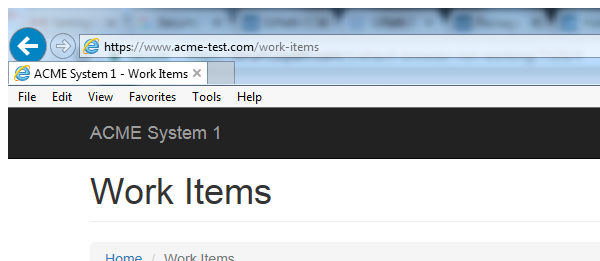 https://www.acme-test.com/work-items
ACME System 1 - Work Items
File Edit View Favorites Tools Help
ACME System 1
Work Items
Home / Work Items